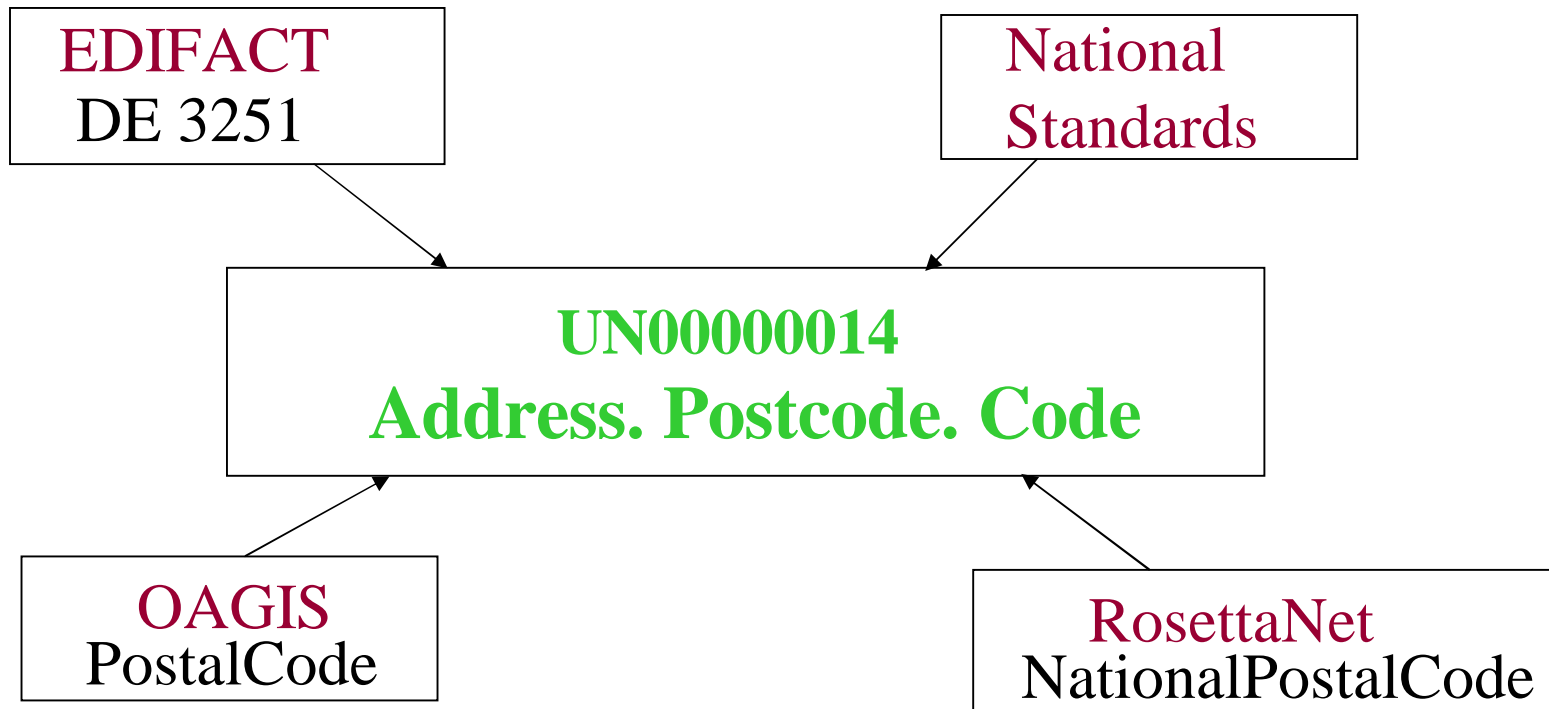 EDIFACT
DE 3251
National
Standards
UN00000014
Address. Postcode. Code
OAGIS
PostalCode
RosettaNet
NationalPostalCode